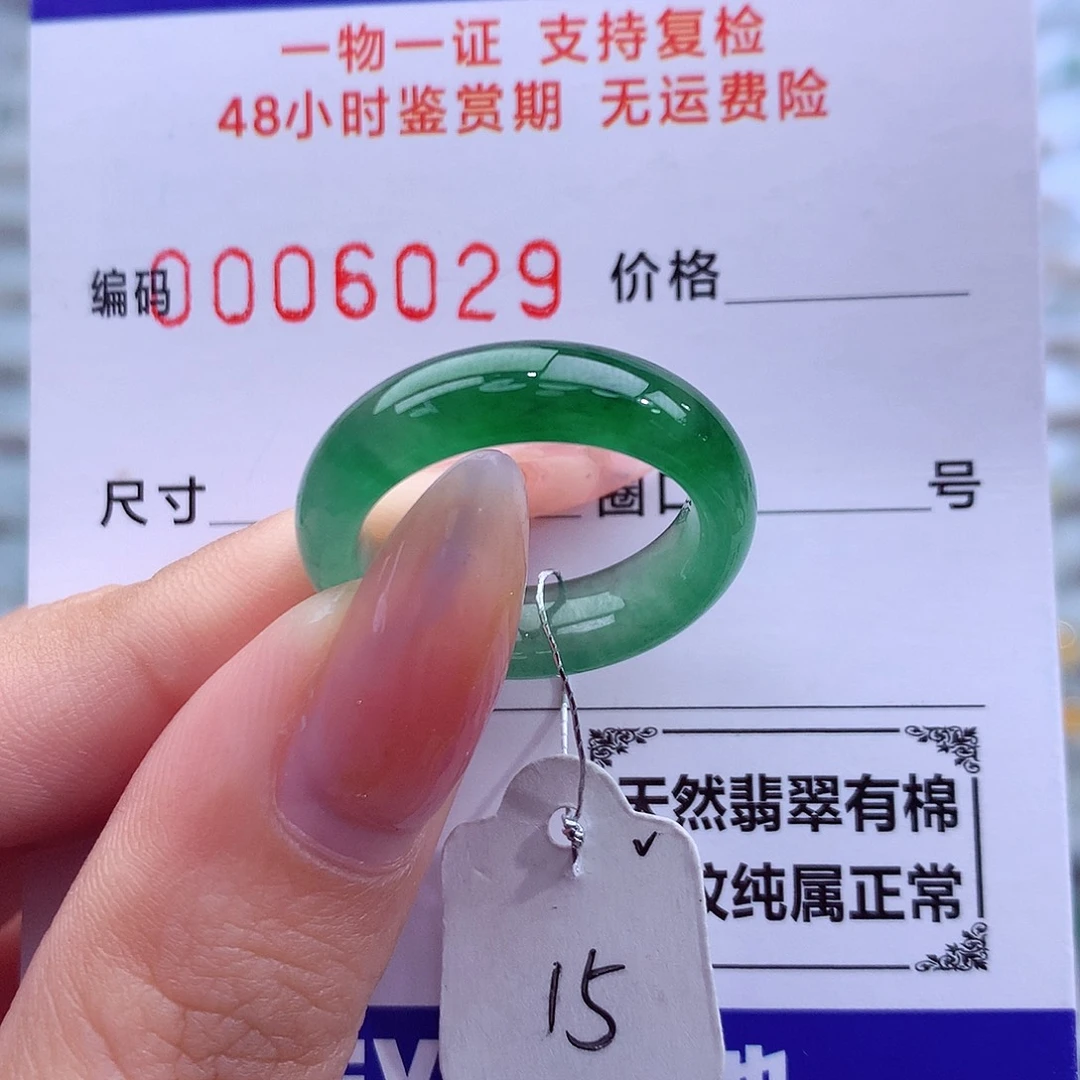 一物一证 支持复检
48小时鉴赏期 无运费险
编码0006029 价格
尺寸 圈口 号
天然翡翠有棉
纹纯属正常
15